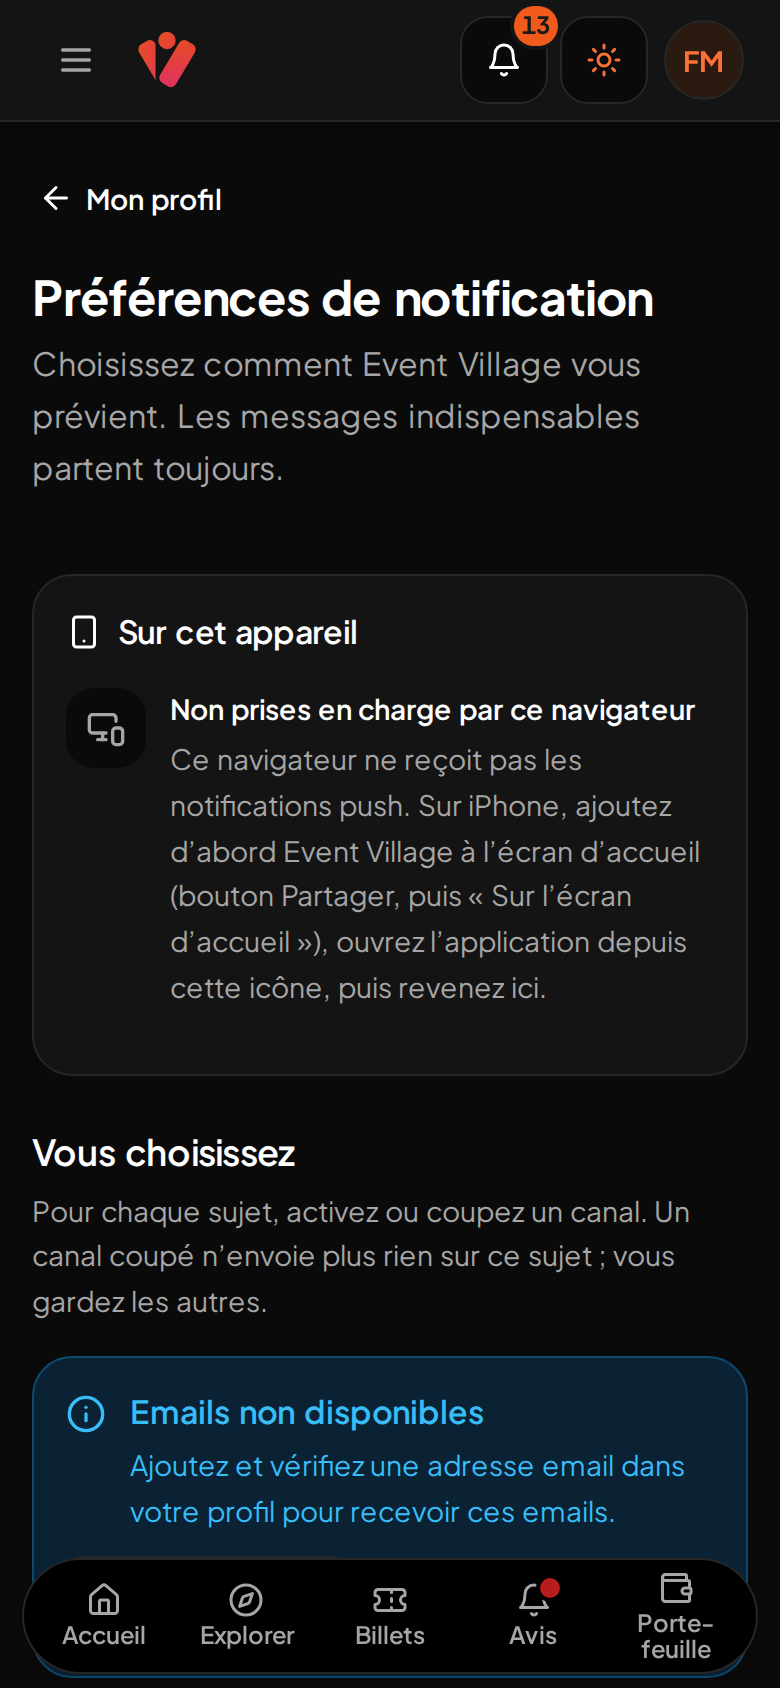 13
FM
Mon profil
Préférences de notification
Choisissez comment Event Village vous
prévient. Les messages indispensables
partent toujours.
Sur cet appareil
Non prises en charge par ce navigateur
Ce navigateur ne reçoit pas les
notifications push. Sur iPhone, ajoutez
d’abord Event Village à l’écran d’accueil
(bouton Partager, puis « Sur l’écran
d’accueil »), ouvrez l’application depuis
cette icône, puis revenez ici.
Vous choisissez
Pour chaque sujet, activez ou coupez un canal. Un
canal coupé n’envoie plus rien sur ce sujet ; vous
gardez les autres.
Emails non disponibles
Ajoutez et vérifiez une adresse email dans
votre profil pour recevoir ces emails.
Accueil
Explorer
Billets
Avis
Porte-
feuille